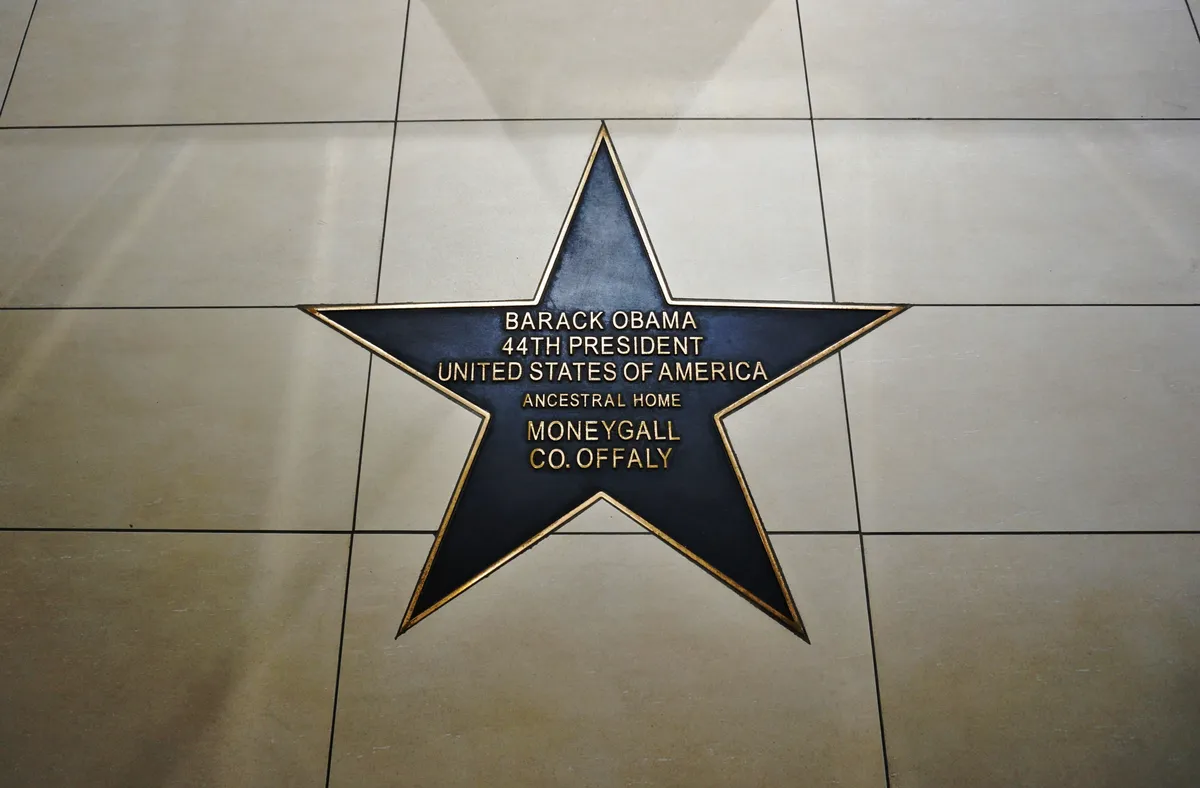 BARACK OBAMA
44TH PRESIDENT
UNITED STATES OF AMERICA
ANCESTRAL HOME
MONEYGALL
CO. OFFALY